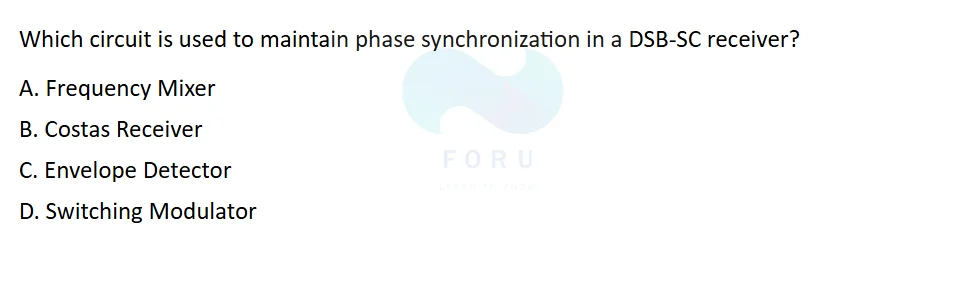 Which circuit is used to maintain phase synchronization in a DSB-SC receiver?
A. Frequency Mixer
B. Costas Receiver
FORU
C. Envelope Detector
D. Switching Modulator